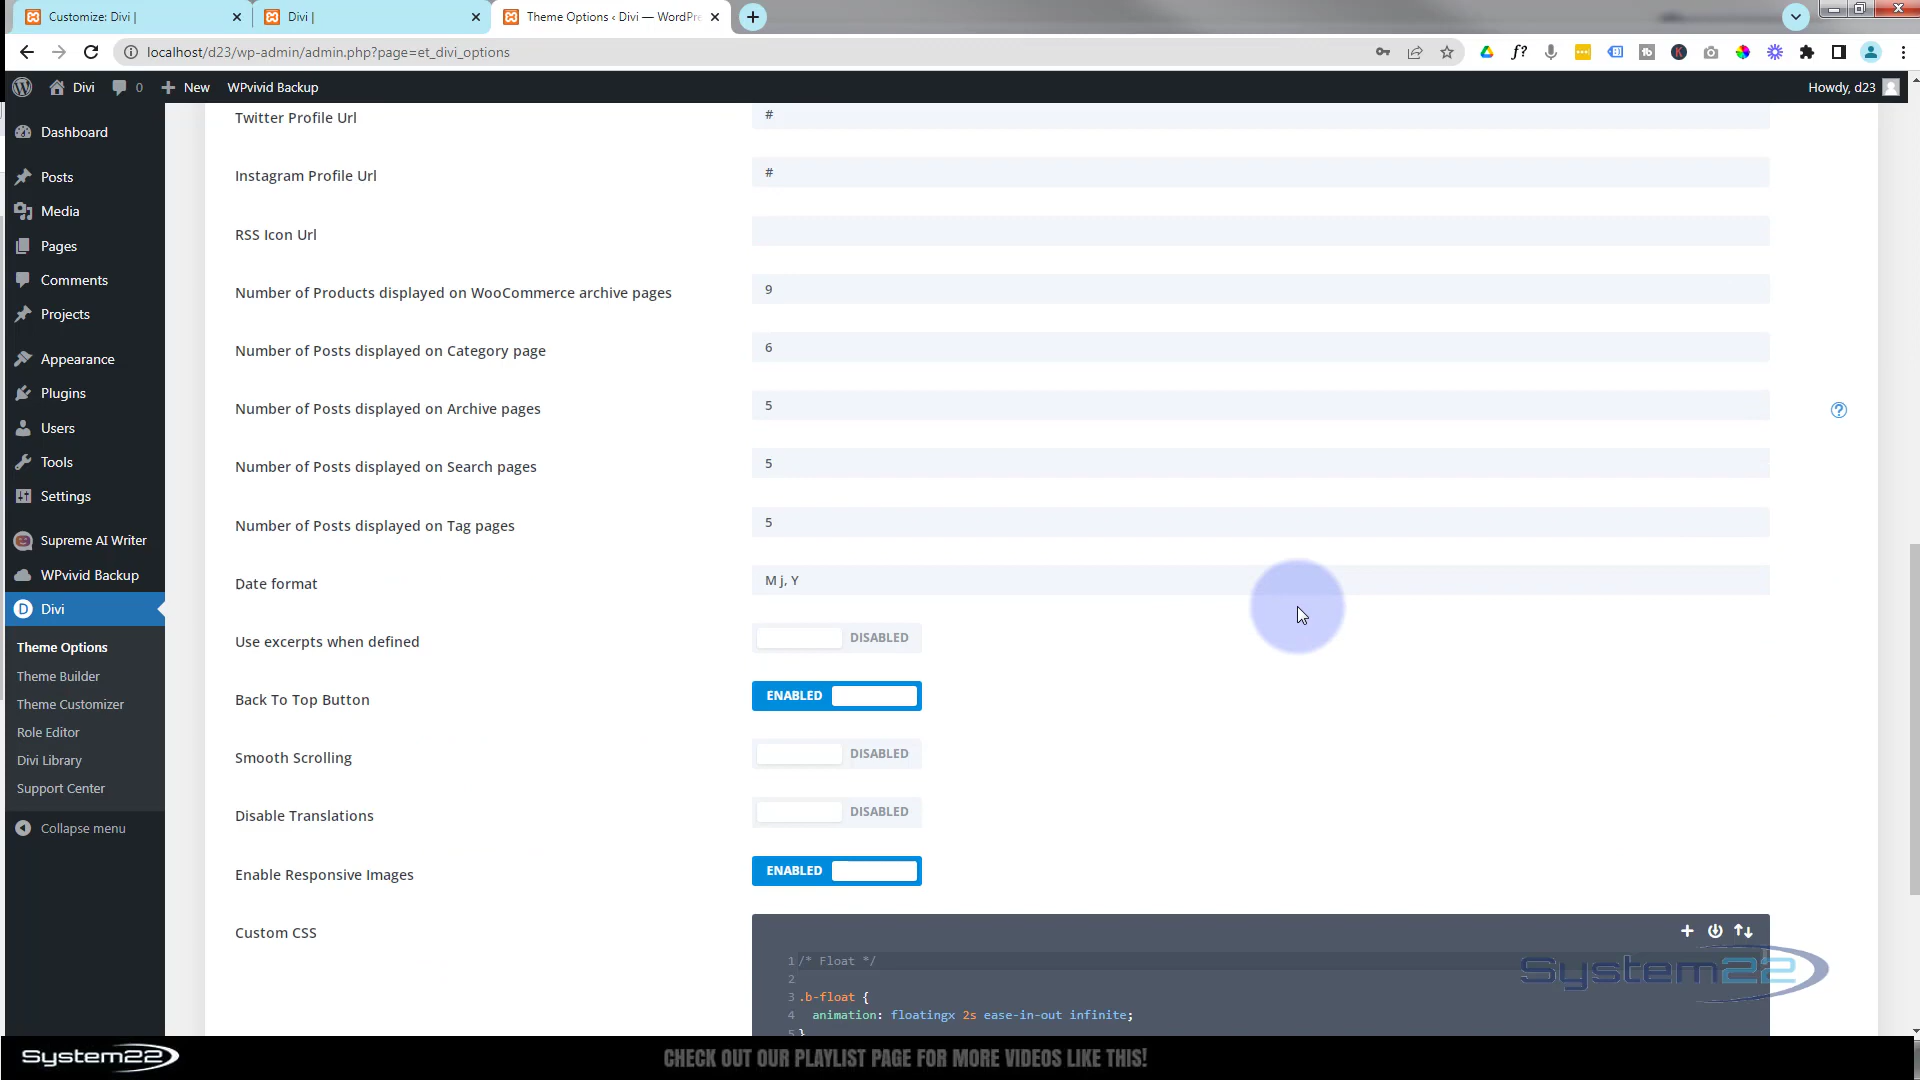 Customize: Divi |
Divi |
Theme Options ‹ Divi — WordPre
localhost/d23/wp-admin/admin.php?page=et_divi_options
Divi
0
New
WPvivid Backup
Howdy, d23
Dashboard
Posts
Media
Pages
Comments
Projects
Appearance
Plugins
Users
Tools
Settings
Supreme AI Writer
WPvivid Backup
Divi
Theme Options
Theme Builder
Theme Customizer
Role Editor
Divi Library
Support Center
Collapse menu
Twitter Profile Url
#
Instagram Profile Url
#
RSS Icon Url
Number of Products displayed on WooCommerce archive pages
9
Number of Posts displayed on Category page
6
Number of Posts displayed on Archive pages
5
Number of Posts displayed on Search pages
5
Number of Posts displayed on Tag pages
5
Date format
M j, Y
Use excerpts when defined
DISABLED
Back To Top Button
ENABLED
Smooth Scrolling
DISABLED
Disable Translations
DISABLED
Enable Responsive Images
ENABLED
Custom CSS
1 /* Float */
2
3 .b-float {
4 animation: floatingx 2s ease-in-out infinite;
5 }
System22
System22
CHECK OUT OUR PLAYLIST PAGE FOR MORE VIDEOS LIKE THIS!